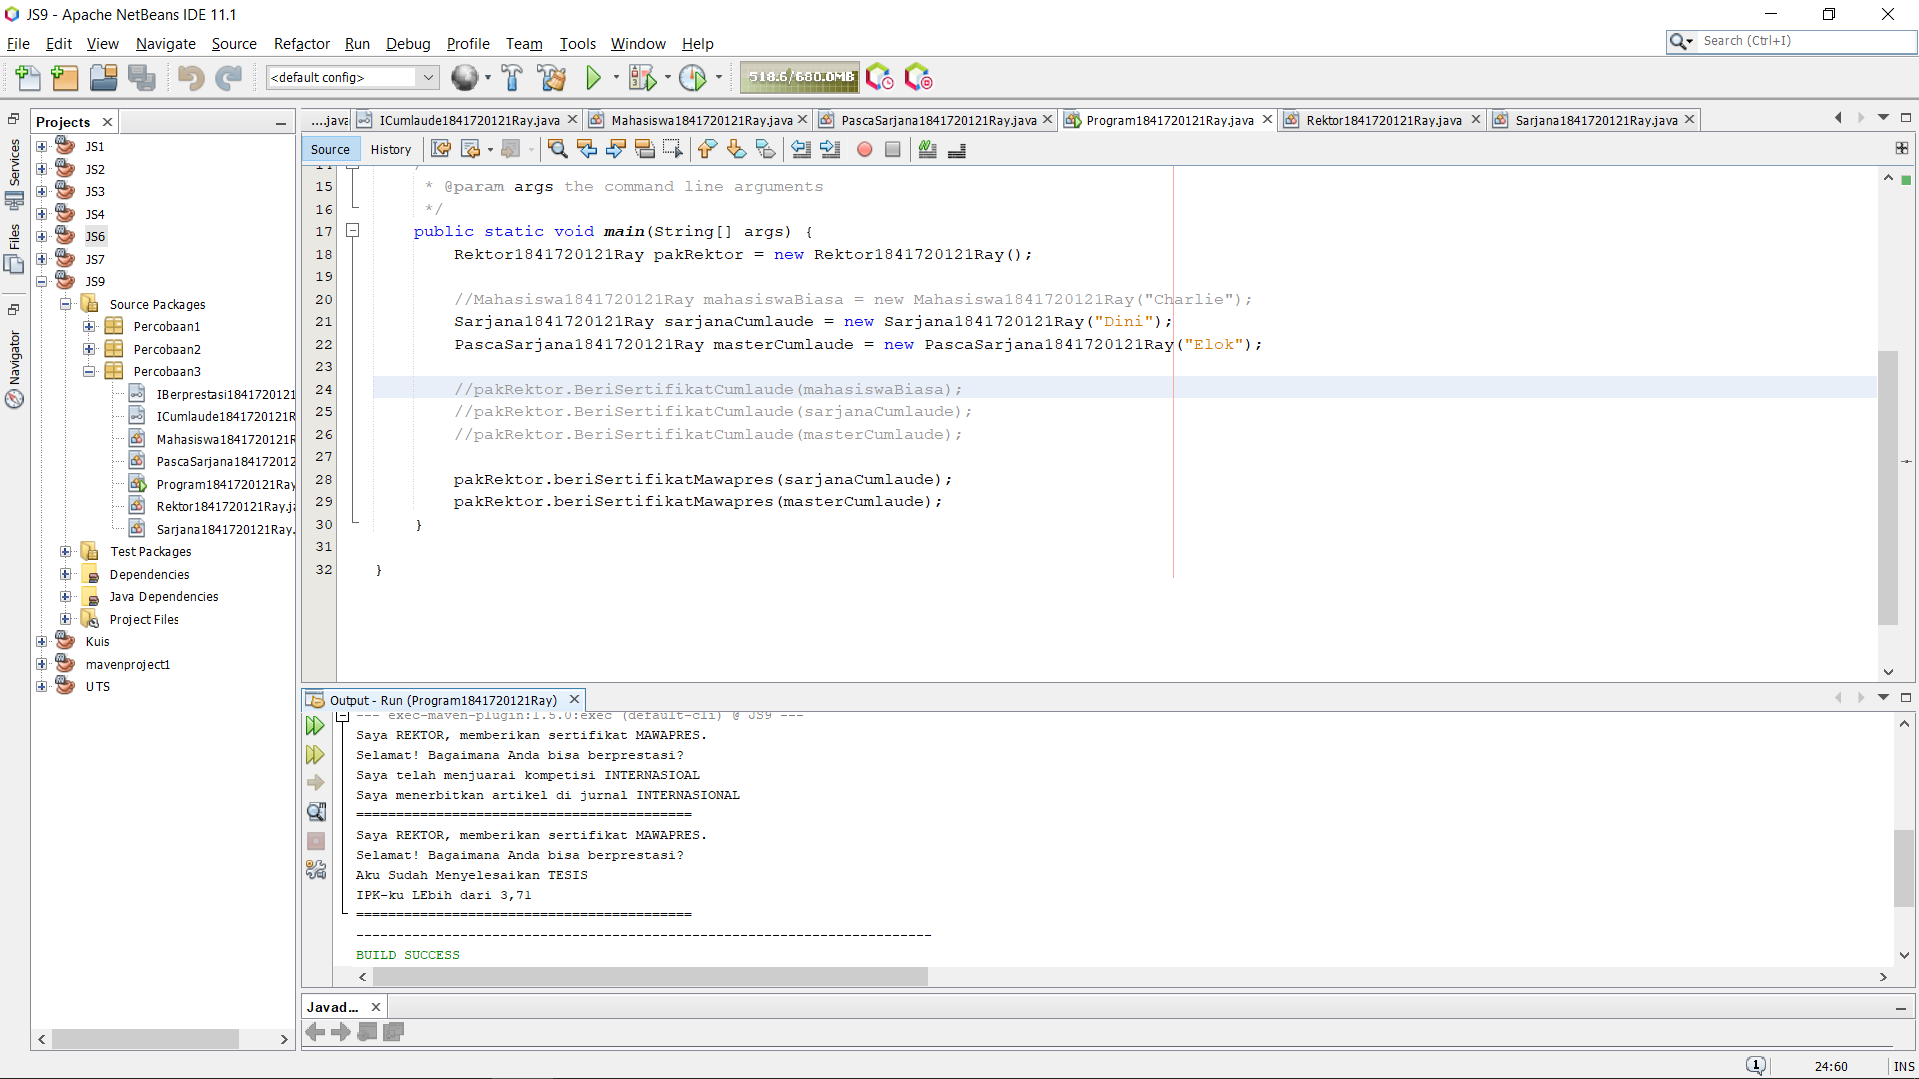 JS9 - Apache NetBeans IDE 11.1
File Edit View Navigate Source Refactor Run Debug Profile Team Tools Window Help
Search (Ctrl+I)
<default config>
518.6/680.0MB
Projects
....java ICumlaude1841720121Ray.java Mahasiswa1841720121Ray.java PascaSarjana1841720121Ray.java Program1841720121Ray.java Rektor1841720121Ray.java Sarjana1841720121Ray.java
Source History
Services
Files
Navigator
JS1
JS2
JS3
JS4
JS6
JS7
JS9
Source Packages
Percobaan1
Percobaan2
Percobaan3
IBerprestasi1841720121
ICumlaude1841720121R
Mahasiswa1841720121R
PascaSarjana184172012
Program1841720121Ray
Rektor1841720121Ray.ja
Sarjana1841720121Ray.
Test Packages
Dependencies
Java Dependencies
Project Files
Kuis
mavenproject1
UTS
15 * @param args the command line arguments
16 */
17 public static void main(String[] args) {
18 Rektor1841720121Ray pakRektor = new Rektor1841720121Ray();
19
20 //Mahasiswa1841720121Ray mahasiswaBiasa = new Mahasiswa1841720121Ray("Charlie");
21 Sarjana1841720121Ray sarjanaCumlaude = new Sarjana1841720121Ray("Dini");
22 PascaSarjana1841720121Ray masterCumlaude = new PascaSarjana1841720121Ray("Elok");
23
24 //pakRektor.BeriSertifikatCumlaude(mahasiswaBiasa);
25 //pakRektor.BeriSertifikatCumlaude(sarjanaCumlaude);
26 //pakRektor.BeriSertifikatCumlaude(masterCumlaude);
27
28 pakRektor.beriSertifikatMawapres(sarjanaCumlaude);
29 pakRektor.beriSertifikatMawapres(masterCumlaude);
30 }
31
32 }
Output - Run (Program1841720121Ray)
--- exec-maven-plugin:1.5.0:exec (default-cli) @ JS9 ---
Saya REKTOR, memberikan sertifikat MAWAPRES.
Selamat! Bagaimana Anda bisa berprestasi?
Saya telah menjuarai kompetisi INTERNASIOAL
Saya menerbitkan artikel di jurnal INTERNASIONAL
==========================================
Saya REKTOR, memberikan sertifikat MAWAPRES.
Selamat! Bagaimana Anda bisa berprestasi?
Aku Sudah Menyelesaikan TESIS
IPK-ku LEbih dari 3,71
==========================================
------------------------------------------------------------------------
BUILD SUCCESS
Javad...
1
24:60 INS